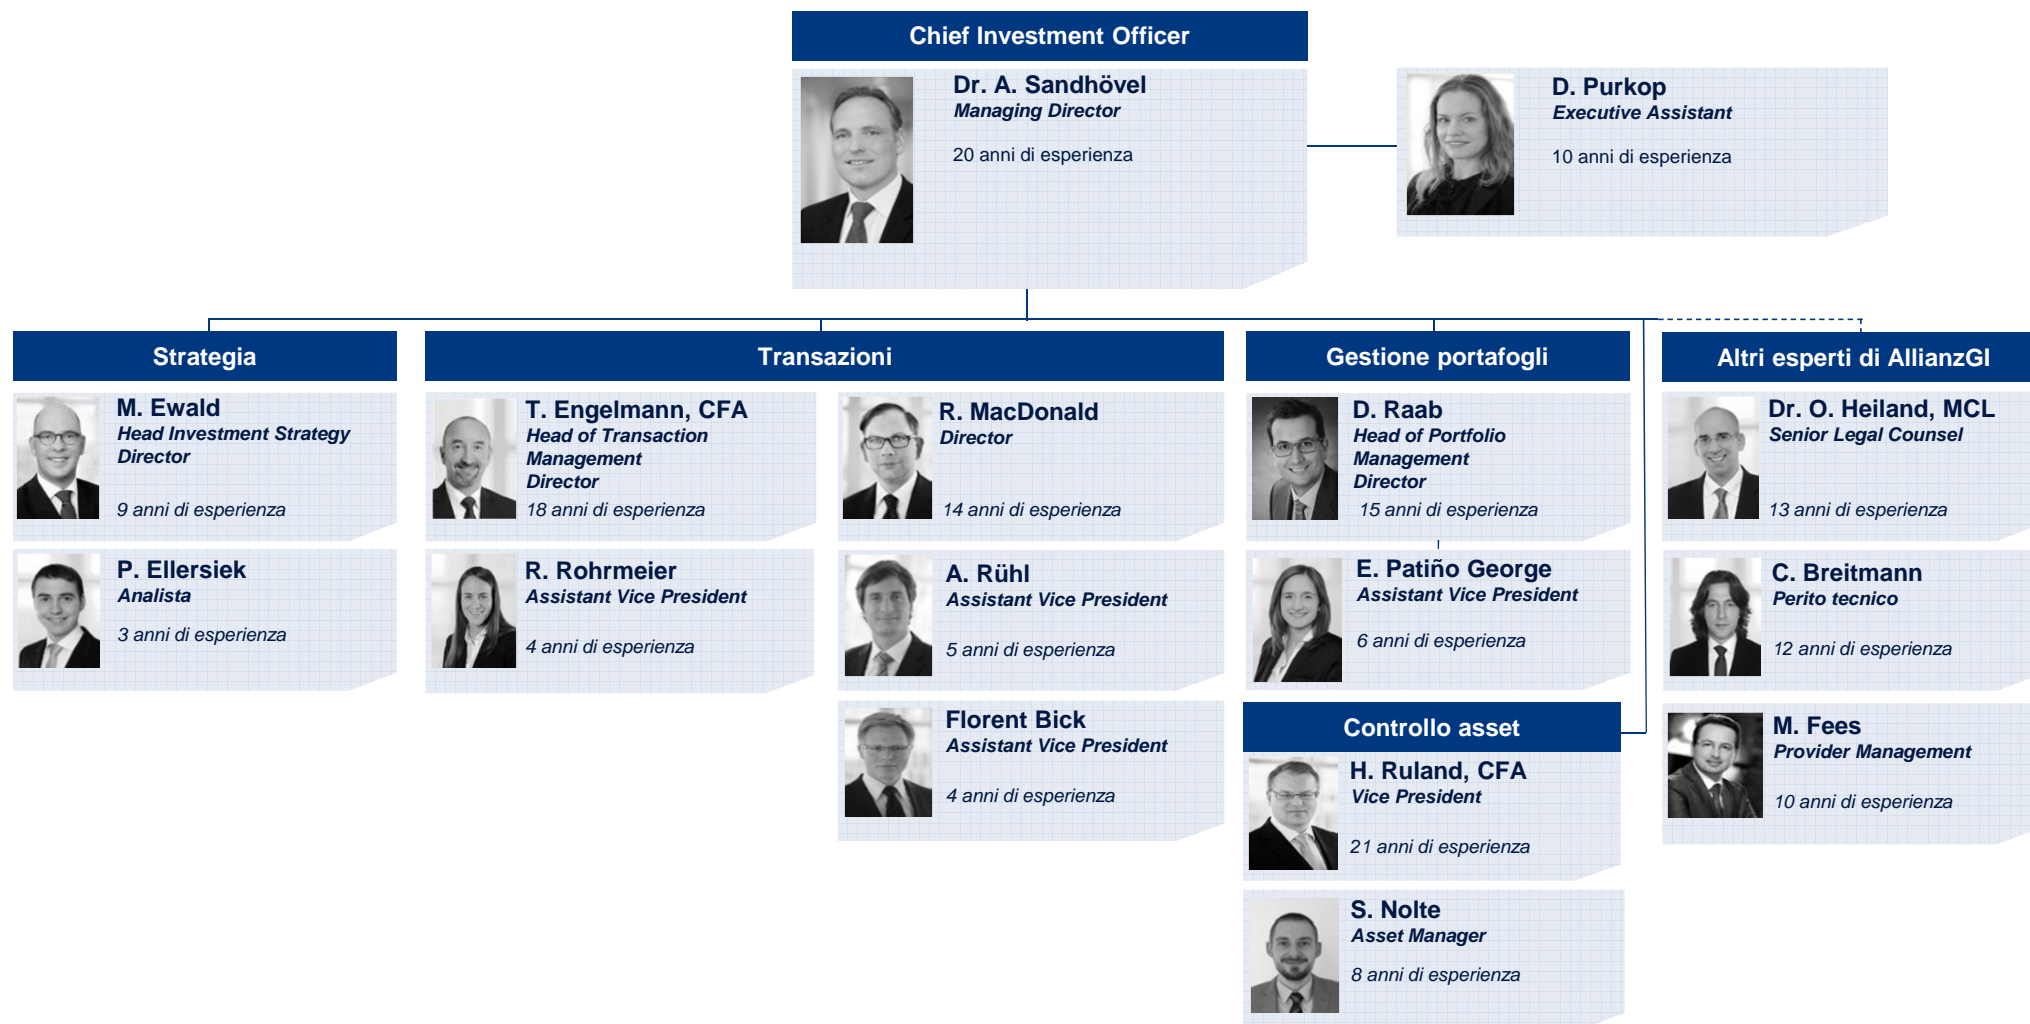 Chief Investment Officer
Dr. A. Sandhövel
Managing Director
20 anni di esperienza
D. Purkop
Executive Assistant
10 anni di esperienza
Strategia
M. Ewald
Head Investment Strategy
Director
9 anni di esperienza
P. Ellersiek
Analista
3 anni di esperienza
Transazioni
T. Engelmann, CFA
Head of Transaction
Management
Director
18 anni di esperienza
R. Rohrmeier
Assistant Vice President
4 anni di esperienza
R. MacDonald
Director
14 anni di esperienza
A. Rühl
Assistant Vice President
5 anni di esperienza
Florent Bick
Assistant Vice President
4 anni di esperienza
Gestione portafogli
D. Raab
Head of Portfolio
Management
Director
15 anni di esperienza
E. Patiño George
Assistant Vice President
6 anni di esperienza
Controllo asset
H. Ruland, CFA
Vice President
21 anni di esperienza
S. Nolte
Asset Manager
8 anni di esperienza
Altri esperti di AllianzGI
Dr. O. Heiland, MCL
Senior Legal Counsel
13 anni di esperienza
C. Breitmann
Perito tecnico
12 anni di esperienza
M. Fees
Provider Management
10 anni di esperienza